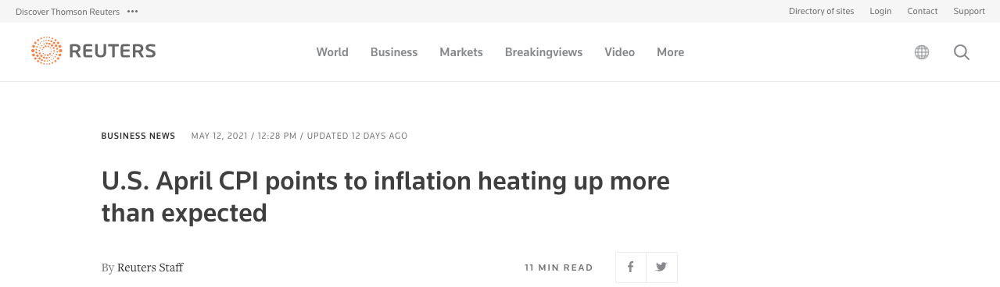 Discover Thomson Reuters •••
Directory of sites Login Contact Support
REUTERS
World Business Markets Breakingviews Video More
BUSINESS NEWS MAY 12, 2021 / 12:28 PM / UPDATED 12 DAYS AGO
U.S. April CPI points to inflation heating up more
than expected
By Reuters Staff
11 MIN READ